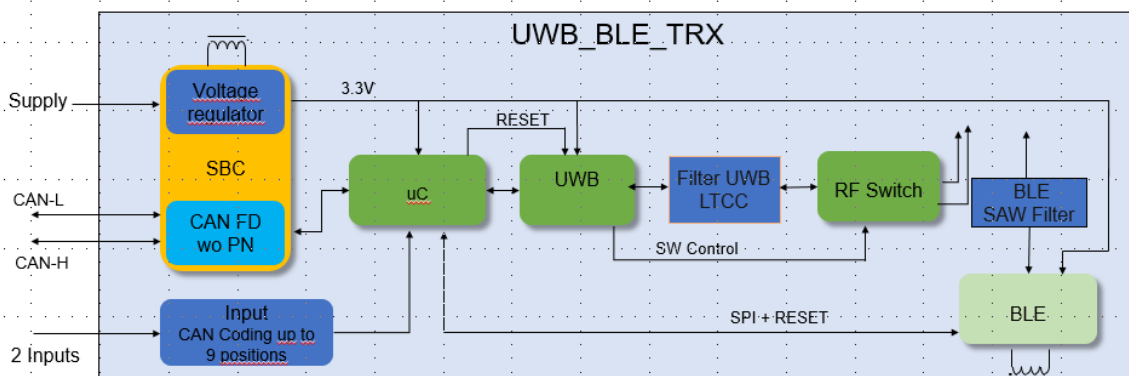 UWB_BLE_TRX
Supply
Voltage
regulator
3.3V
RESET
SBC
uC
UWB
Filter UWB
LTCC
RF Switch
BLE
SAW Filter
CAN-L
CAN FD
wo PN
CAN-H
SW Control
Input
CAN Coding up to
9 positions
2 Inputs
SPI + RESET
BLE